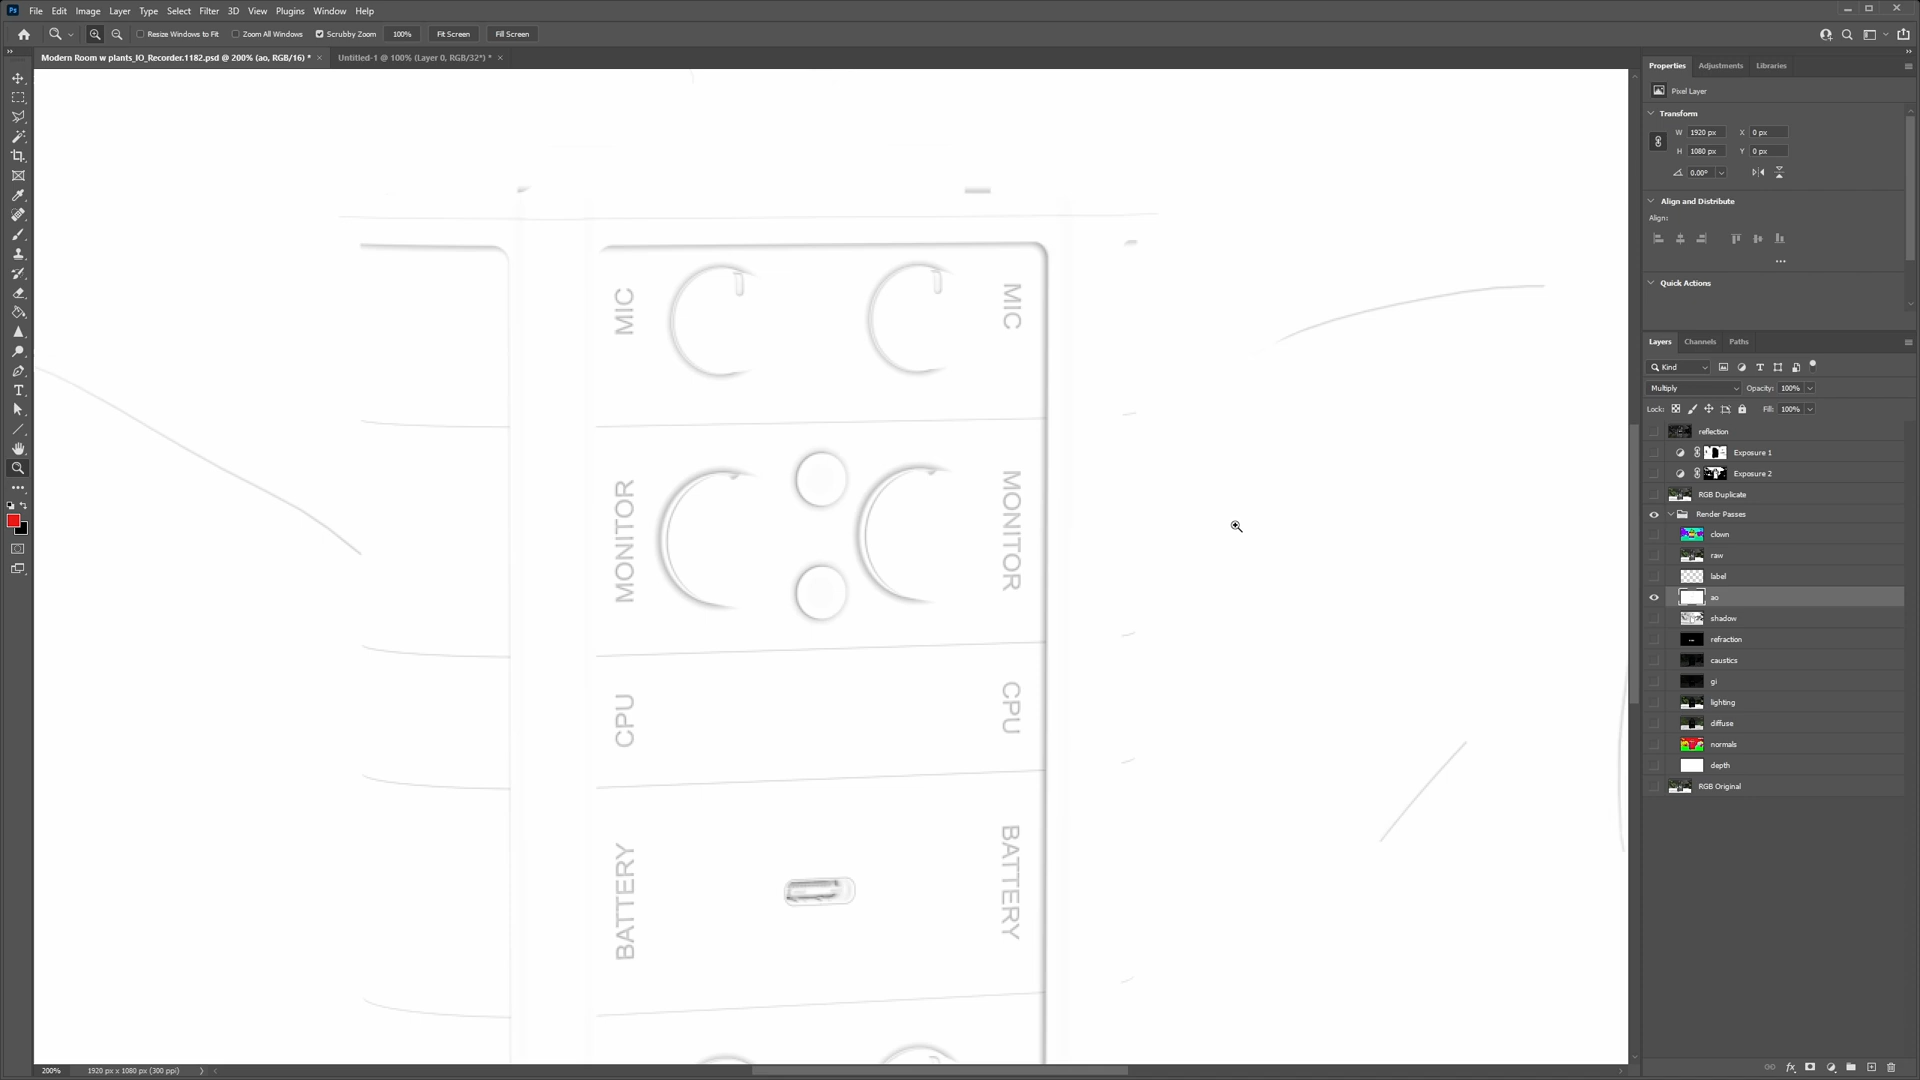 Ps File Edit Image Layer Type Select Filter 3D View Plugins Window Help
Resize Windows to Fit Zoom All Windows Scrubby Zoom 100% Fit Screen Fill Screen
Modern Room w plants_IO_Recorder.1182.psd @ 200% (ao, RGB/16) * × Untitled-1 @ 100% (Layer 0, RGB/32*) * ×
Properties Adjustments Libraries
Pixel Layer
Transform
W 1920 px X 0 px
H 1080 px Y 0 px
0.00°
Align and Distribute
Align:
Quick Actions
Layers Channels Paths
Kind
Multiply Opacity: 100%
Lock: Fill: 100%
reflection
Exposure 1
Exposure 2
RGB Duplicate
Render Passes
clown
raw
label
ao
shadow
refraction
caustics
gi
lighting
diffuse
normals
depth
RGB Original
MIC MIC
MONITOR MONITOR
CPU CPU
BATTERY BATTERY
200% 1920 px x 1080 px (300 ppi)